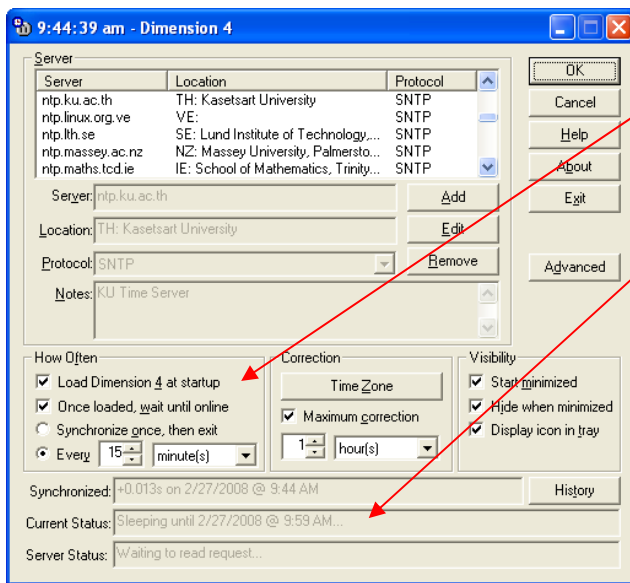 9:44:39 am - Dimension 4
Server
Server Location Protocol
ntp.ku.ac.th TH: Kasetsart University SNTP
ntp.linux.org.ve VE: SNTP
ntp.lth.se SE: Lund Institute of Technology,... SNTP
ntp.massey.ac.nz NZ: Massey University, Palmersto... SNTP
ntp.maths.tcd.ie IE: School of Mathematics, Trinity... SNTP
OK
Cancel
Help
About
Exit
Advanced
Server: ntp.ku.ac.th Add
Location: TH: Kasetsart University Edit
Protocol: SNTP Remove
Notes: KU Time Server
How Often
Load Dimension 4 at startup
Once loaded, wait until online
Synchronize once, then exit
Every 15 minute(s)
Correction
Time Zone
Maximum correction
1 hour(s)
Visibility
Start minimized
Hide when minimized
Display icon in tray
Synchronized: +0.013s on 2/27/2008 @ 9:44 AM History
Current Status: Sleeping until 2/27/2008 @ 9:59 AM...
Server Status: Waiting to read request...